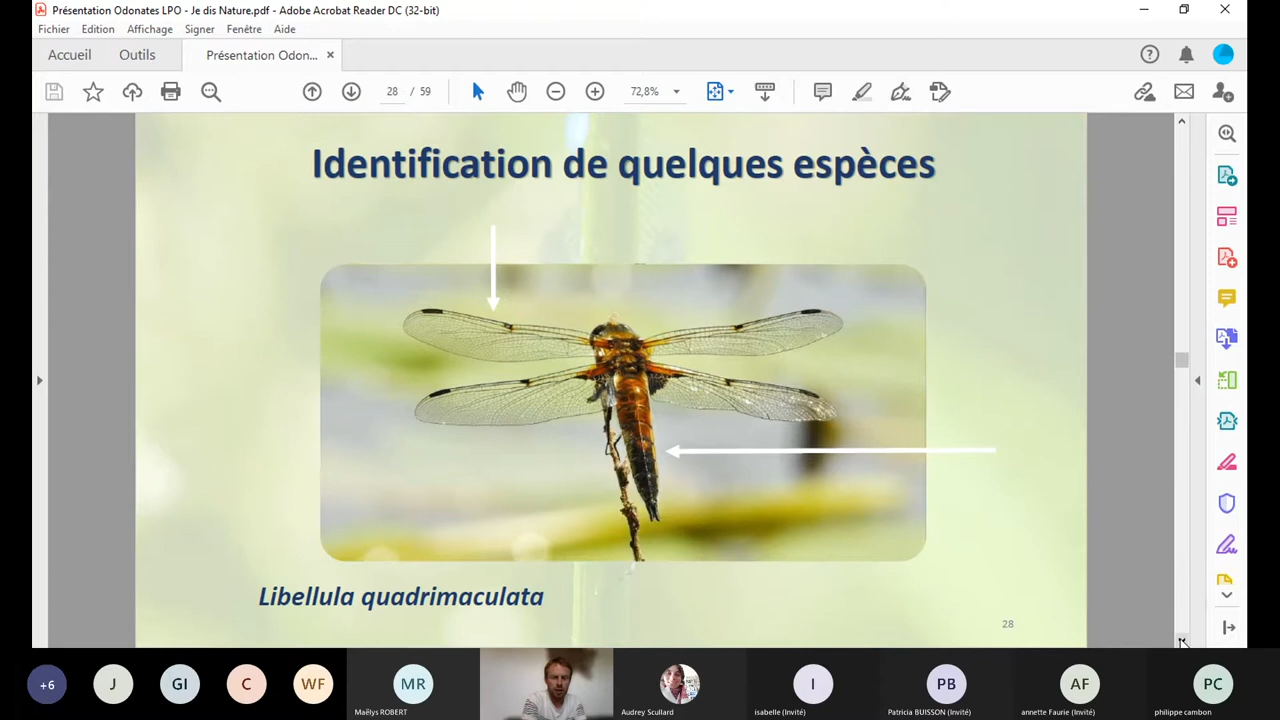 Présentation Odonates LPO - Je dis Nature.pdf - Adobe Acrobat Reader DC (32-bit)
Fichier Edition Affichage Signer Fenêtre Aide
Accueil Outils Présentation Odon... ×
28 / 59 72,8%
Identification de quelques espèces
Libellula quadrimaculata
28
+6 J GI C WF MR I PB AF PC
Maëlys ROBERT Audrey Scullard isabelle (Invité) Patricia BUISSON (Invité) annette Faurie (Invité) philippe cambon